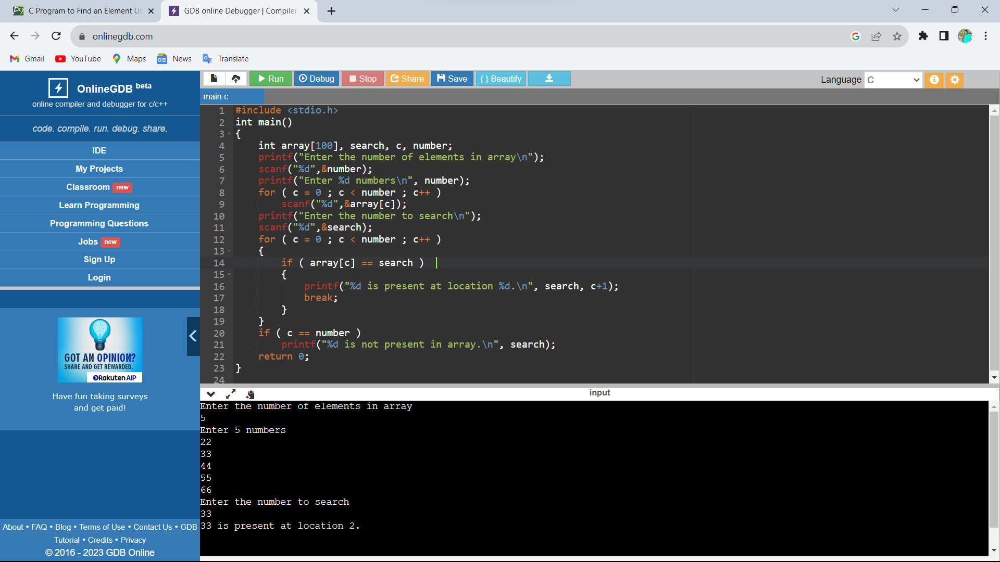 C Program to Find an Element Us
GDB online Debugger | Compiler
onlinegdb.com
Gmail YouTube Maps News Translate
OnlineGDB beta
online compiler and debugger for c/c++
code. compile. run. debug. share.
IDE
My Projects
Classroom new
Learn Programming
Programming Questions
Jobs new
Sign Up
Login
idea
GOT AN OPINION?
SHARE AND GET REWARDED.
Rakuten AIP
Have fun taking surveys
and get paid!
About • FAQ • Blog • Terms of Use • Contact Us • GDB
Tutorial • Credits • Privacy
© 2016 - 2023 GDB Online
Run Debug Stop Share Save { } Beautify
Language C
main.c
1 #include <stdio.h>
2 int main()
3 {
4     int array[100], search, c, number;
5     printf("Enter the number of elements in array\n");
6     scanf("%d",&number);
7     printf("Enter %d numbers\n", number);
8     for ( c = 0 ; c < number ; c++ )
9         scanf("%d",&array[c]);
10     printf("Enter the number to search\n");
11     scanf("%d",&search);
12     for ( c = 0 ; c < number ; c++ )
13     {
14         if ( array[c] == search )
15         {
16             printf("%d is present at location %d.\n", search, c+1);
17             break;
18         }
19     }
20     if ( c == number )
21         printf("%d is not present in array.\n", search);
22     return 0;
23 }
24
input
Enter the number of elements in array
5
Enter 5 numbers
22
33
44
55
66
Enter the number to search
33
33 is present at location 2.